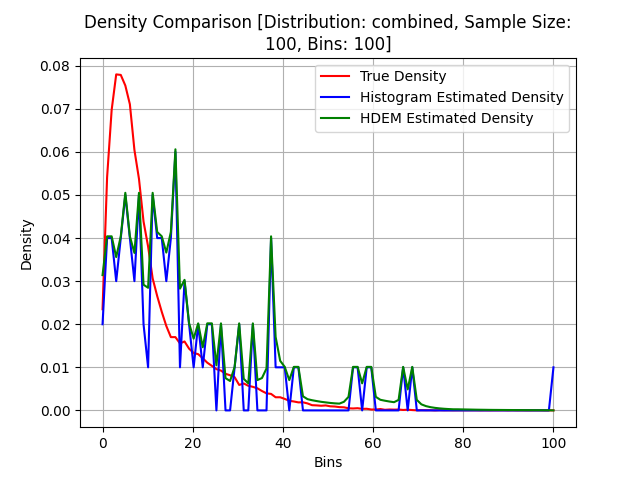 Density Comparison [Distribution: combined, Sample Size:
100, Bins: 100]
True Density
Histogram Estimated Density
HDEM Estimated Density
Density
0.08
0.07
0.06
0.05
0.04
0.03
0.02
0.01
0.00
0 20 40 60 80 100
Bins